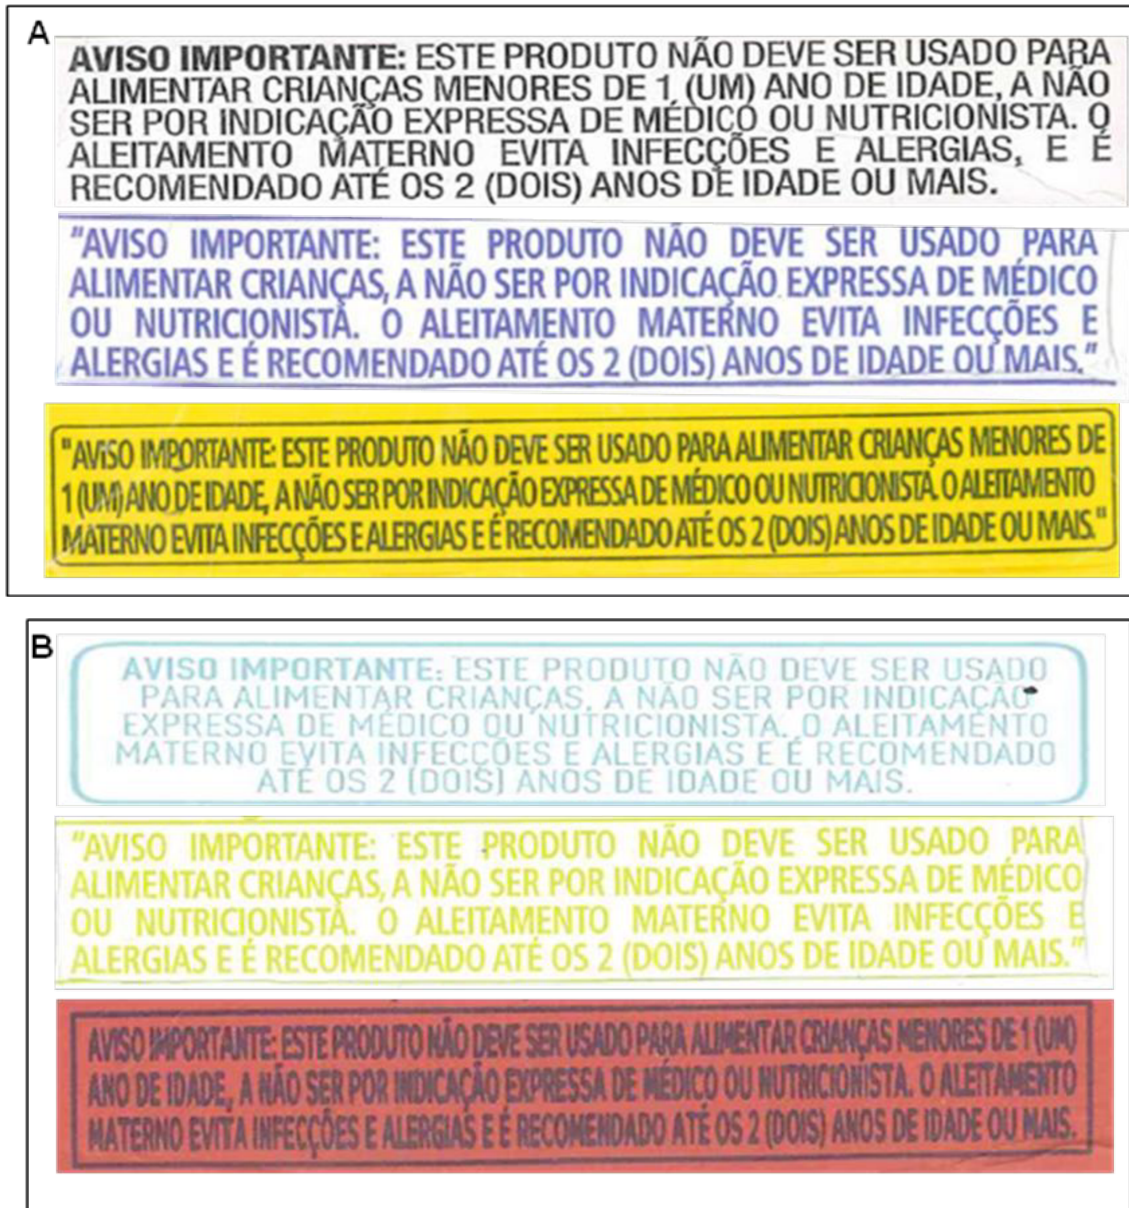 A
AVISO IMPORTANTE: ESTE PRODUTO NÃO DEVE SER USADO PARA
ALIMENTAR CRIANÇAS MENORES DE 1 (UM) ANO DE IDADE, A NÃO
SER POR INDICAÇÃO EXPRESSA DE MÉDICO OU NUTRICIONISTA. O
ALEITAMENTO MATERNO EVITA INFECÇÕES E ALERGIAS, E É
RECOMENDADO ATÉ OS 2 (DOIS) ANOS DE IDADE OU MAIS.
"AVISO IMPORTANTE: ESTE PRODUTO NÃO DEVE SER USADO PARA
ALIMENTAR CRIANÇAS, A NÃO SER POR INDICAÇÃO EXPRESSA DE MÉDICO
OU NUTRICIONISTA. O ALEITAMENTO MATERNO EVITA INFECÇÕES E
ALERGIAS E É RECOMENDADO ATÉ OS 2 (DOIS) ANOS DE IDADE OU MAIS."
"AVISO IMPORTANTE: ESTE PRODUTO NÃO DEVE SER USADO PARA ALIMENTAR CRIANÇAS MENORES DE
1 (UM) ANO DE IDADE, A NÃO SER POR INDICAÇÃO EXPRESSA DE MÉDICO OU NUTRICIONISTA. O ALEITAMENTO
MATERNO EVITA INFECÇÕES E ALERGIAS E É RECOMENDADO ATÉ OS 2 (DOIS) ANOS DE IDADE OU MAIS."
B
AVISO IMPORTANTE: ESTE PRODUTO NÃO DEVE SER USADO
PARA ALIMENTAR CRIANÇAS, A NÃO SER POR INDICAÇÃO
EXPRESSA DE MÉDICO OU NUTRICIONISTA. O ALEITAMENTO
MATERNO EVITA INFECÇÕES E ALERGIAS E É RECOMENDADO
ATÉ OS 2 (DOIS) ANOS DE IDADE OU MAIS.
"AVISO IMPORTANTE: ESTE PRODUTO NÃO DEVE SER USADO PARA
ALIMENTAR CRIANÇAS, A NÃO SER POR INDICAÇÃO EXPRESSA DE MÉDICO
OU NUTRICIONISTA. O ALEITAMENTO MATERNO EVITA INFECÇÕES E
ALERGIAS E É RECOMENDADO ATÉ OS 2 (DOIS) ANOS DE IDADE OU MAIS."
AVISO IMPORTANTE: ESTE PRODUTO NÃO DEVE SER USADO PARA ALIMENTAR CRIANÇAS MENORES DE 1 (UM)
ANO DE IDADE, A NÃO SER POR INDICAÇÃO EXPRESSA DE MÉDICO OU NUTRICIONISTA. O ALEITAMENTO
MATERNO EVITA INFECÇÕES E ALERGIAS E É RECOMENDADO ATÉ OS 2 (DOIS) ANOS DE IDADE OU MAIS.